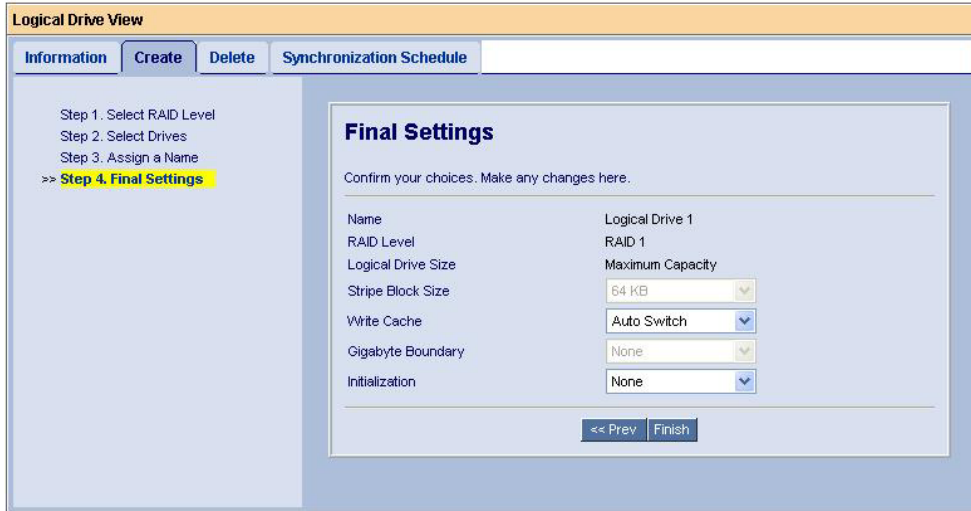 Logical Drive View
Information Create Delete Synchronization Schedule
Step 1. Select RAID Level
Step 2. Select Drives
Step 3. Assign a Name
>> Step 4. Final Settings
Final Settings
Confirm your choices. Make any changes here.
Name Logical Drive 1
RAID Level RAID 1
Logical Drive Size Maximum Capacity
Stripe Block Size 64 KB
Write Cache Auto Switch
Gigabyte Boundary None
Initialization None
<< Prev Finish